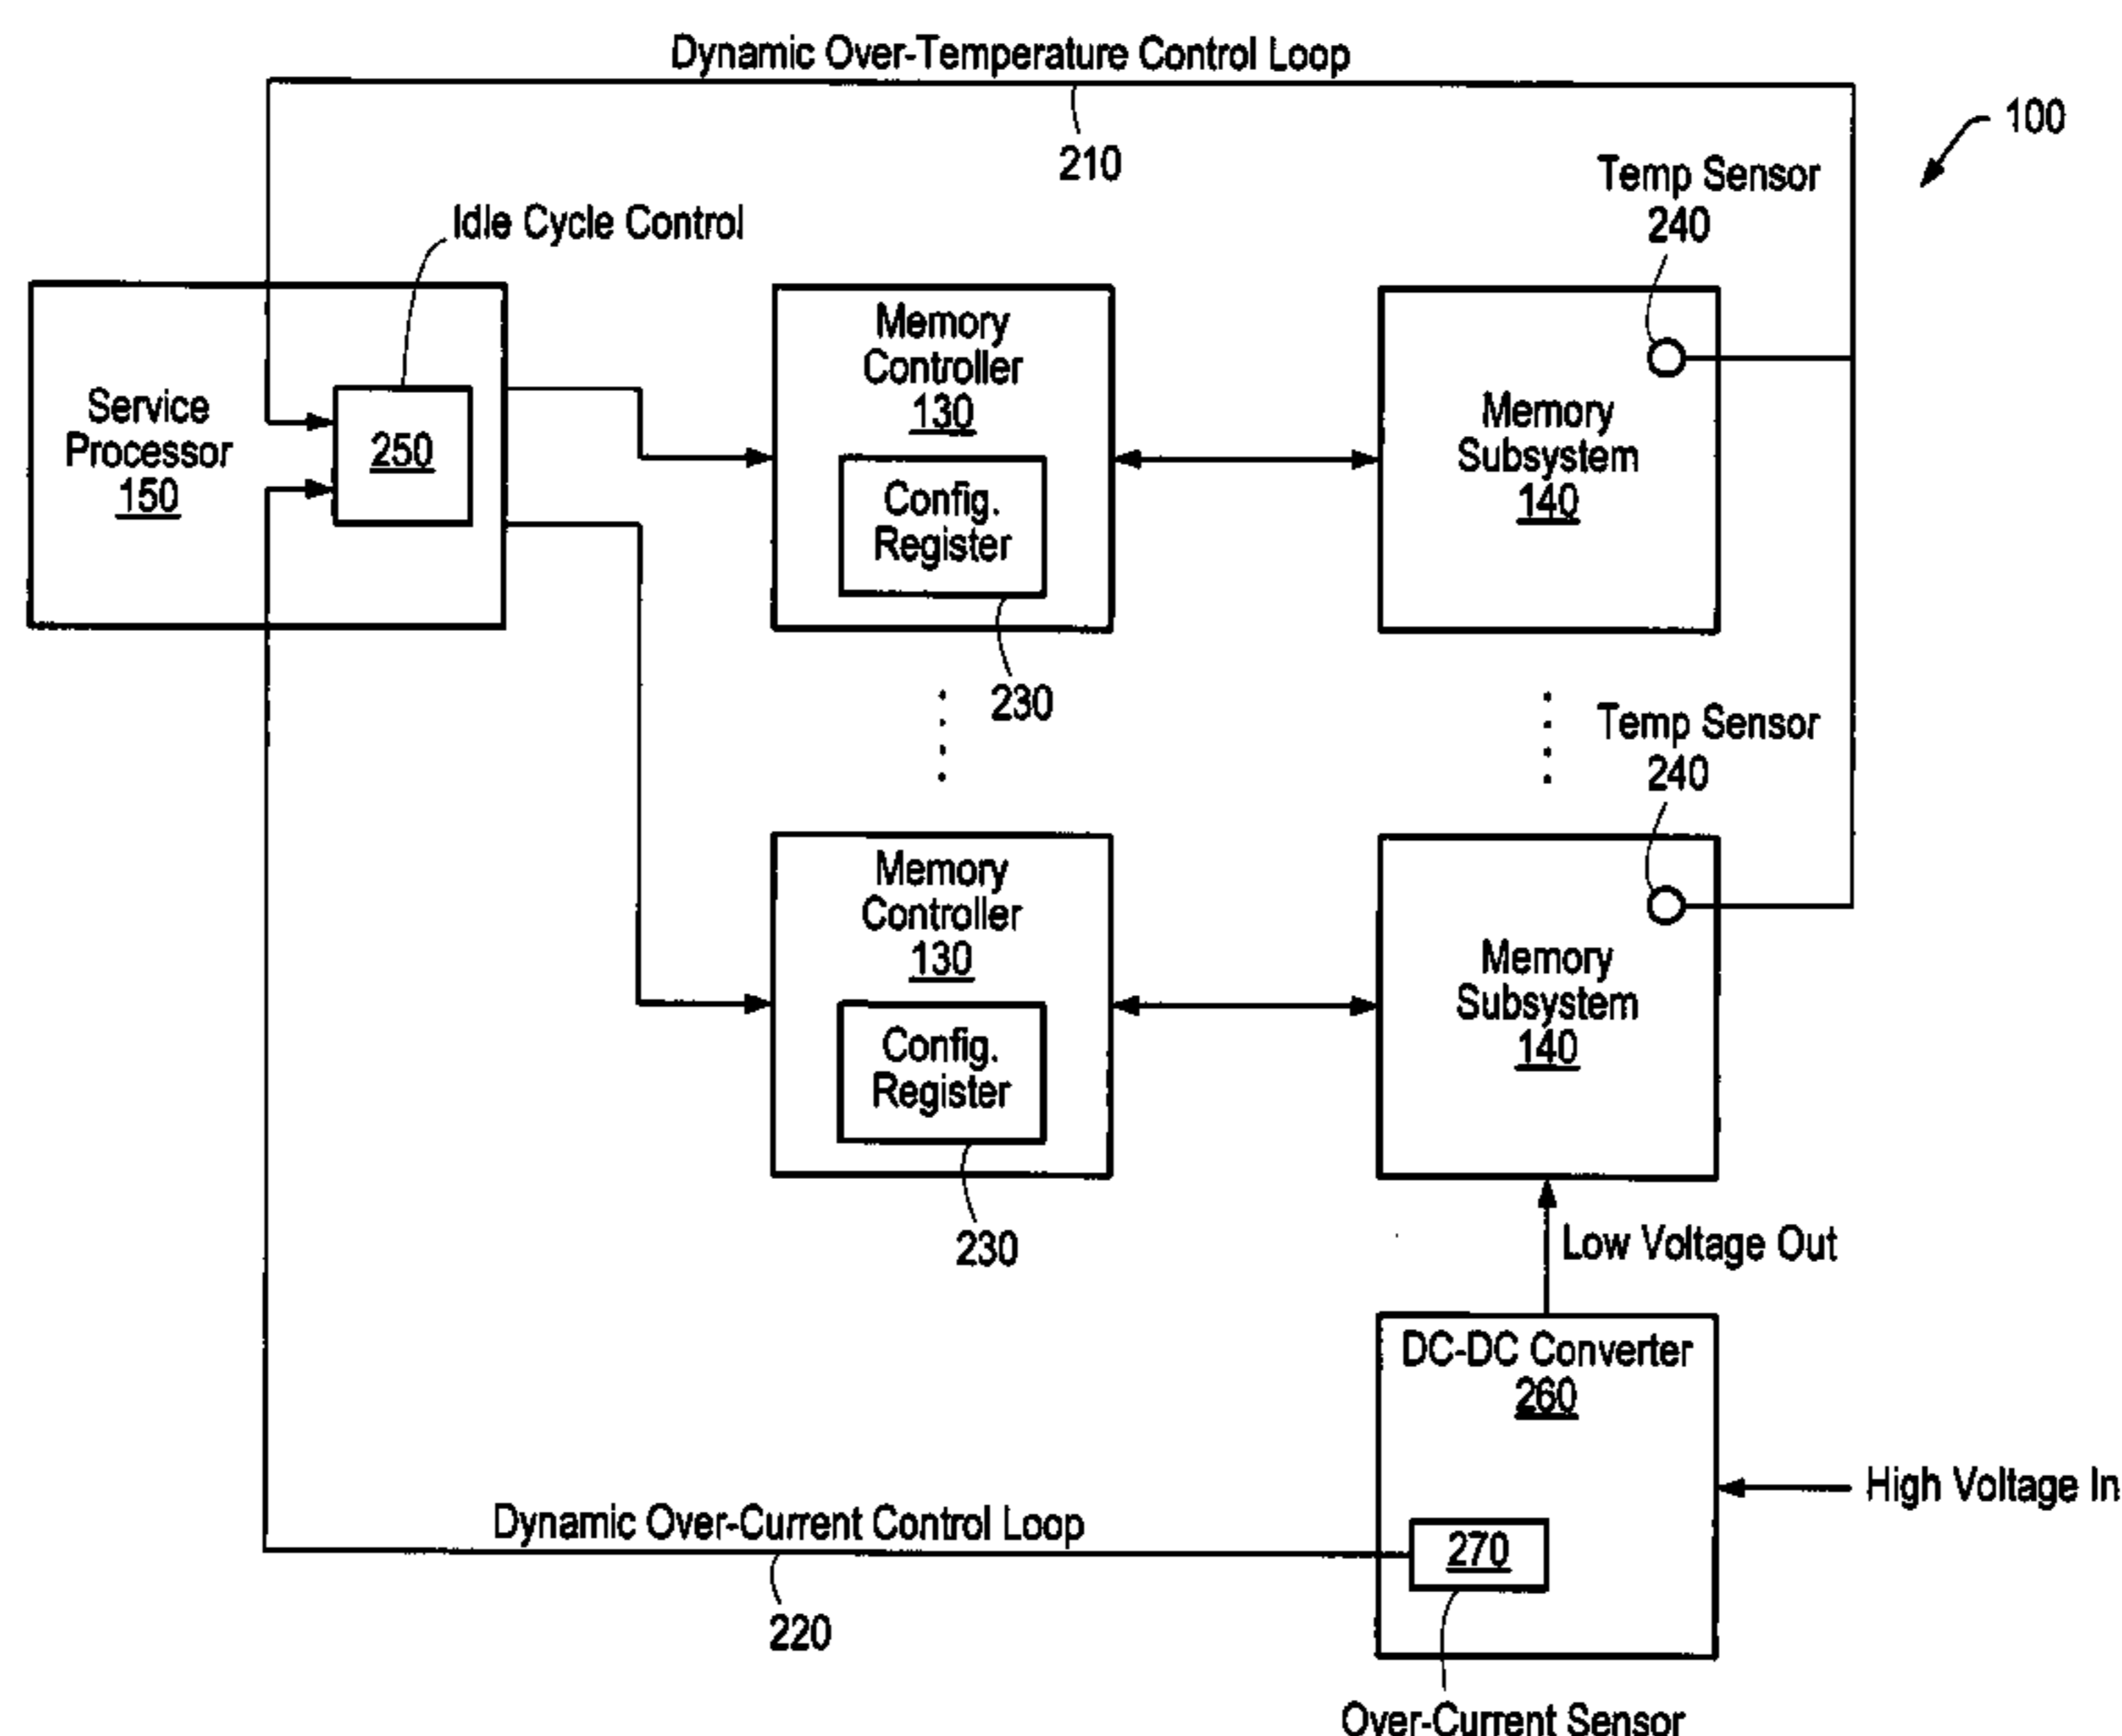 Dynamic Over-Temperature Control Loop
210
100
Temp Sensor
240
Idle Cycle Control
Service
Processor
150
250
Memory
Controller
130
Config.
Register
230
Memory
Subsystem
140
Temp Sensor
240
Memory
Controller
130
Config.
Register
230
Memory
Subsystem
140
Low Voltage Out
DC-DC Converter
260
High Voltage In
270
Dynamic Over-Current Control Loop
220
Over-Current Sensor